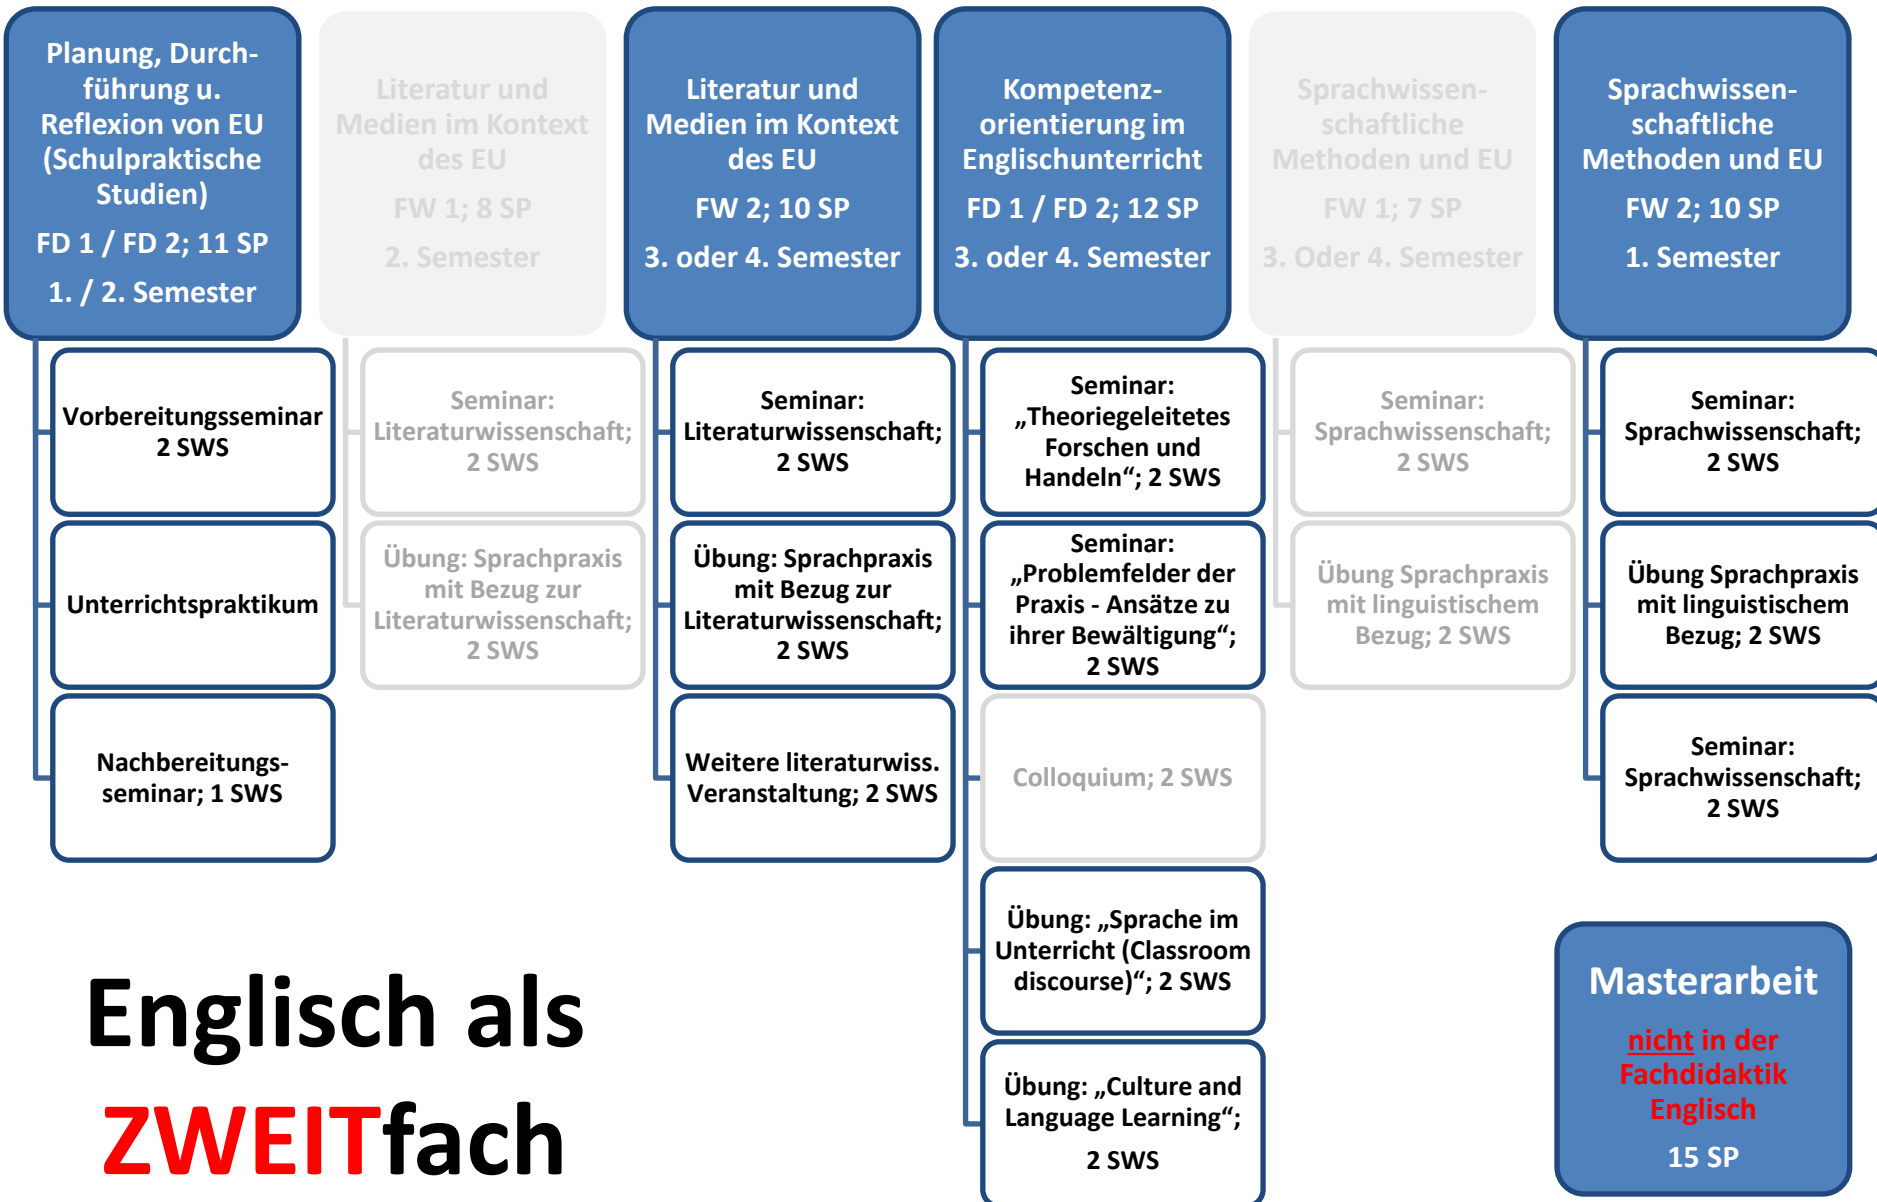 Planung, Durch-
führung u.
Reflexion von EU
(Schulpraktische
Studien)
FD 1 / FD 2; 11 SP
1. / 2. Semester
Vorbereitungsseminar
2 SWS
Unterrichtspraktikum
Nachbereitungs-
seminar; 1 SWS
Literatur und
Medien im Kontext
des EU
FW 1; 8 SP
2. Semester
Seminar:
Literaturwissenschaft;
2 SWS
Übung: Sprachpraxis
mit Bezug zur
Literaturwissenschaft;
2 SWS
Literatur und
Medien im Kontext
des EU
FW 2; 10 SP
3. oder 4. Semester
Seminar:
Literaturwissenschaft;
2 SWS
Übung: Sprachpraxis
mit Bezug zur
Literaturwissenschaft;
2 SWS
Weitere literaturwiss.
Veranstaltung; 2 SWS
Kompetenz-
orientierung im
Englischunterricht
FD 1 / FD 2; 12 SP
3. oder 4. Semester
Seminar:
„Theoriegeleitetes
Forschen und
Handeln“; 2 SWS
Seminar:
„Problemfelder der
Praxis - Ansätze zu
ihrer Bewältigung“;
2 SWS
Colloquium; 2 SWS
Übung: „Sprache im
Unterricht (Classroom
discourse)“; 2 SWS
Übung: „Culture and
Language Learning“;
2 SWS
Sprachwissen-
schaftliche
Methoden und EU
FW 1; 7 SP
3. Oder 4. Semester
Seminar:
Sprachwissenschaft;
2 SWS
Übung Sprachpraxis
mit linguistischem
Bezug; 2 SWS
Sprachwissen-
schaftliche
Methoden und EU
FW 2; 10 SP
1. Semester
Seminar:
Sprachwissenschaft;
2 SWS
Übung Sprachpraxis
mit linguistischem
Bezug; 2 SWS
Seminar:
Sprachwissenschaft;
2 SWS
Englisch als
ZWEITfach
Masterarbeit
nicht in der
Fachdidaktik
Englisch
15 SP